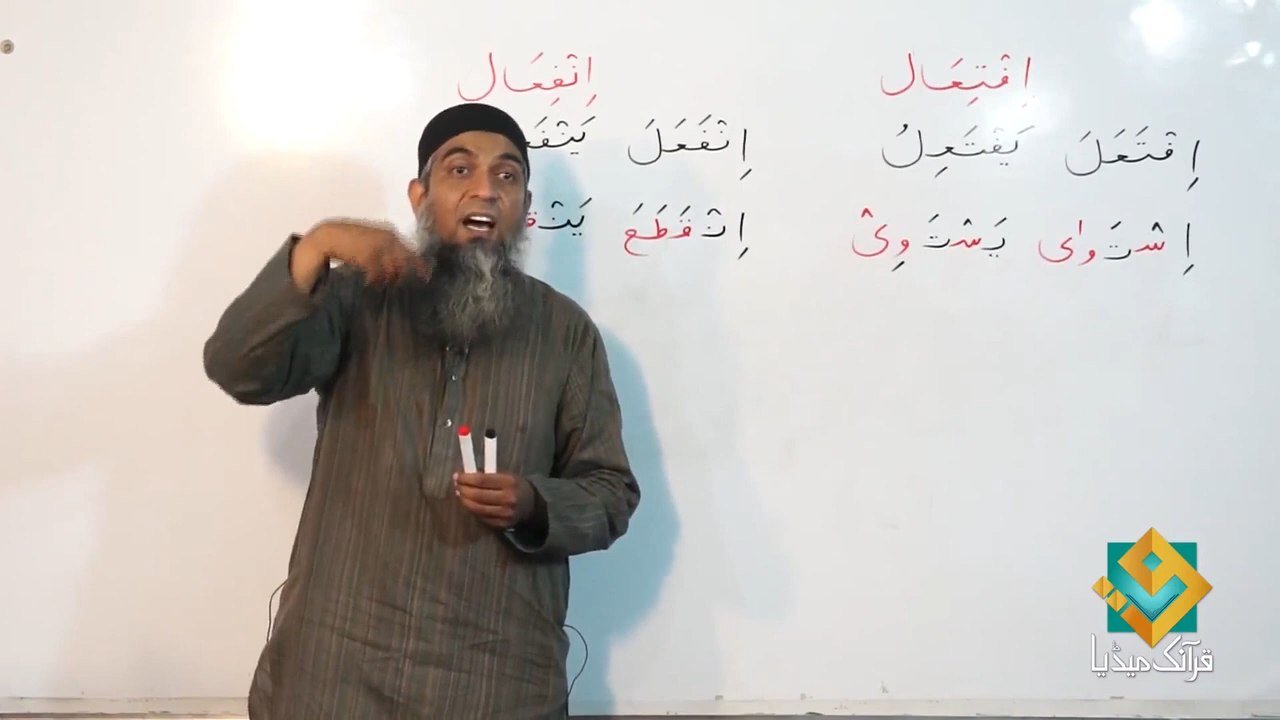 اِفْتِعَال
اِفْتَعَلَ يَفْتَعِلُ
اِشْتَوٰى يَشْتَوِىْ
اِنْفِعَال
اِنْفَعَلَ يَنْفَعَ
اِنْقَطَعَ يَنْق
قرآنک میڈیا